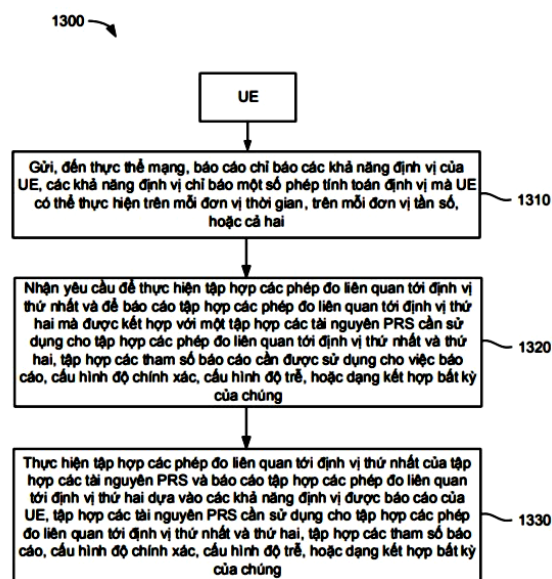 1300
UE
Gửi, đến thực thể mạng, báo cáo chỉ báo các khả năng định vị của
UE, các khả năng định vị chỉ báo một số phép tính toán định vị mà UE
có thể thực hiện trên mỗi đơn vị thời gian, trên mỗi đơn vị tần số,
hoặc cả hai
1310
Nhận yêu cầu để thực hiện tập hợp các phép đo liên quan tới định vị
thứ nhất và để báo cáo tập hợp các phép đo liên quan tới định vị thứ
hai mà được kết hợp với một tập hợp các tài nguyên PRS cần sử
dụng cho tập hợp các phép đo liên quan tới định vị thứ nhất và thứ
hai, tập hợp các tham số báo cáo cần được sử dụng cho việc báo
cáo, cấu hình độ chính xác, cấu hình độ trễ, hoặc dạng kết hợp bất kỳ
của chúng
1320
Thực hiện tập hợp các phép đo liên quan tới định vị thứ nhất của tập
hợp các tài nguyên PRS và báo cáo tập hợp các phép đo liên quan
tới định vị thứ hai dựa vào các khả năng định vị được báo cáo của
UE, tập hợp các tài nguyên PRS cần sử dụng cho tập hợp các phép
đo liên quan tới định vị thứ nhất và thứ hai, tập hợp các tham số báo
cáo, cấu hình độ chính xác, cấu hình độ trễ, hoặc dạng kết hợp bất kỳ
của chúng
1330